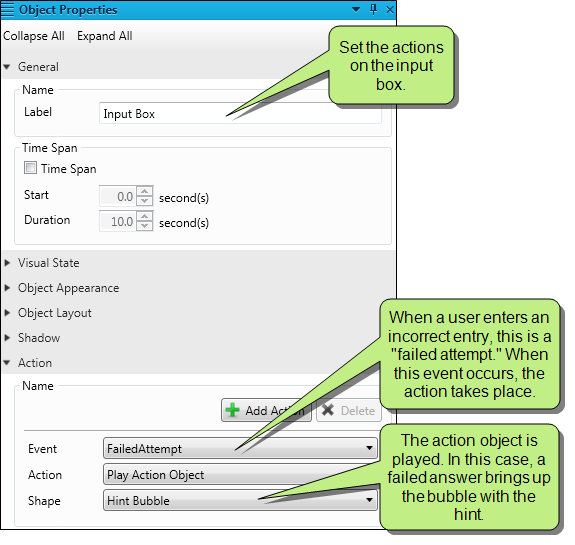 Object Properties
Collapse All Expand All
General
Name
Label Input Box
Set the actions
on the input
box.
Time Span
Time Span
Start 0.0 second(s)
Duration 10.0 second(s)
Visual State
Object Appearance
Object Layout
Shadow
Action
Name
Add Action Delete
Event FailedAttempt
Action Play Action Object
Shape Hint Bubble
When a user enters an
incorrect entry, this is a
"failed attempt." When
this event occurs, the
action takes place.
The action object is
played. In this case, a
failed answer brings up
the bubble with the
hint.